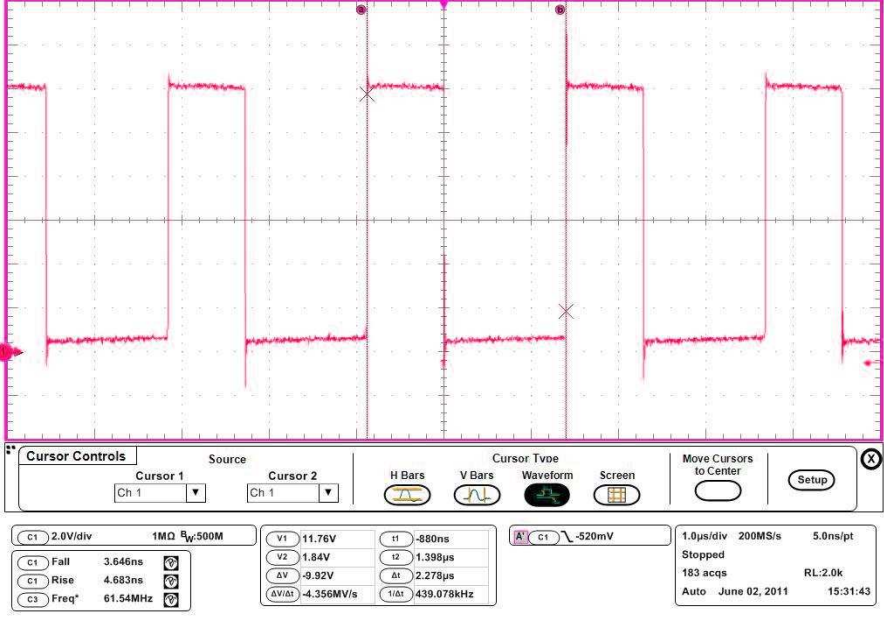 a b
1
Cursor Controls
Source
Cursor 1 Cursor 2
Ch 1 Ch 1
Cursor Type
H Bars V Bars Waveform Screen
Move Cursors
to Center
Setup
X
C1 2.0V/div 1MΩ BW:500M
C1 Fall 3.646ns
C1 Rise 4.683ns
C3 Freq* 61.54MHz
V1 11.76V t1 -880ns
V2 1.84V t2 1.398µs
ΔV -9.92V Δt 2.278µs
ΔV/Δt -4.356MV/s 1/Δt 439.078kHz
A' C1 -520mV
1.0µs/div 200MS/s 5.0ns/pt
Stopped
183 acqs RL:2.0k
Auto June 02, 2011 15:31:43